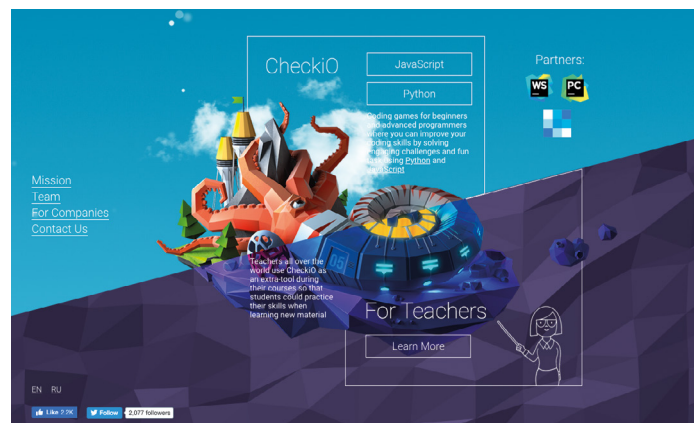 CheckiO
JavaScript
Python
Coding games for beginners
and advanced programmers
where you can improve your
coding skills by solving
engaging challenges and fun
tasks using Python and
JavaScript
Partners:
WS
PC
Mission
Team
For Companies
Contact Us
05
Teachers all over the
world use CheckiO as
an extra-tool during
their courses so that
students could practice
their skills when
learning new material
For Teachers
Learn More
EN RU
Like 2.2K
Follow 2,077 followers